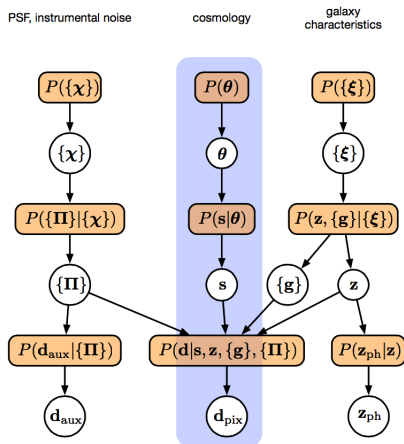 PSF, instrumental noise cosmology galaxy characteristics
P({χ}) P(θ) P({ξ})
{χ} θ {ξ}
P({Π}|{χ}) P(s|θ) P(z, {g}|{ξ})
{Π} s {g} z
P(d_aux|{Π}) P(d|s, z, {g}, {Π}) P(z_ph|z)
d_aux d_pix z_ph